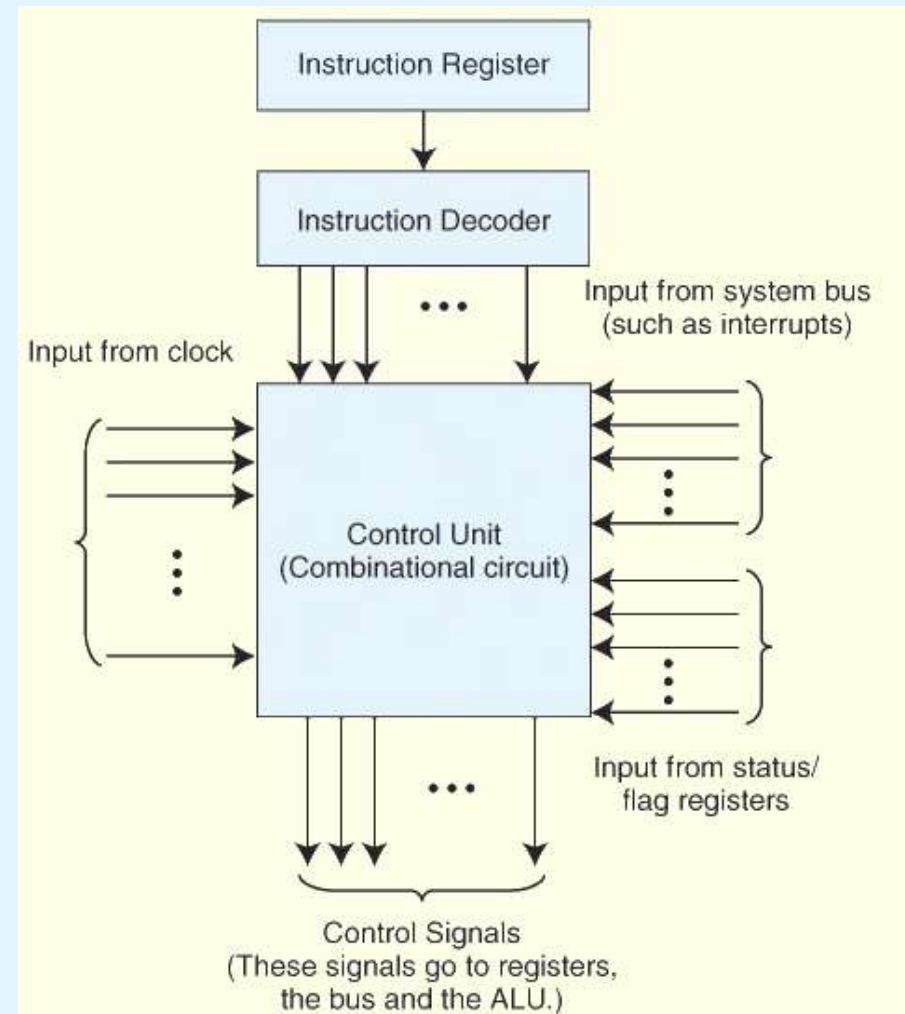 Instruction Register
Instruction Decoder
Input from system bus
(such as interrupts)
Input from clock
Control Unit
(Combinational circuit)
Input from status/
flag registers
Control Signals
(These signals go to registers,
the bus and the ALU.)